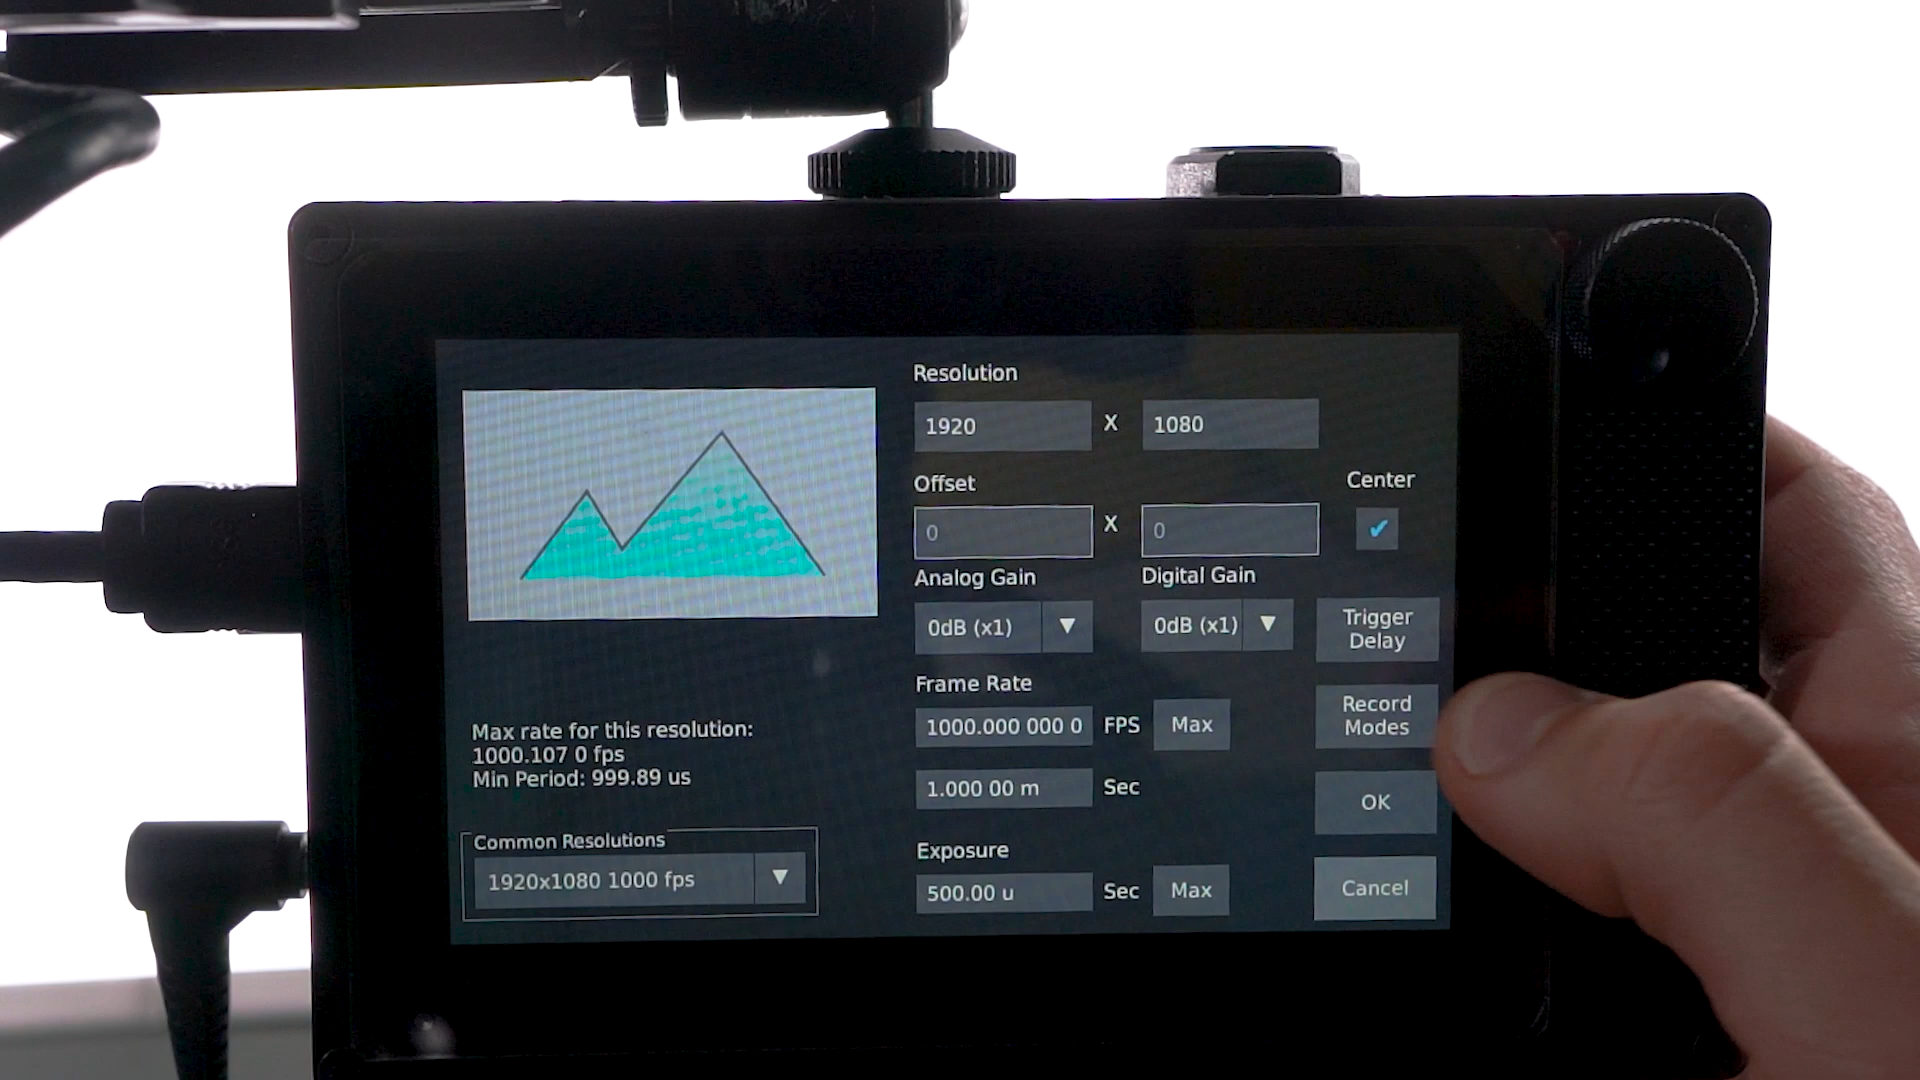 Resolution
1920 X 1080
Offset
Center
0 X 0
✔
Analog Gain
Digital Gain
0dB (x1) ▼
0dB (x1) ▼
Trigger
Delay
Frame Rate
1000.000 000 0 FPS Max
Record
Modes
Max rate for this resolution:
1000.107 0 fps
Min Period: 999.89 us
1.000 00 m Sec
OK
Common Resolutions
1920x1080 1000 fps ▼
Exposure
500.00 u Sec Max
Cancel